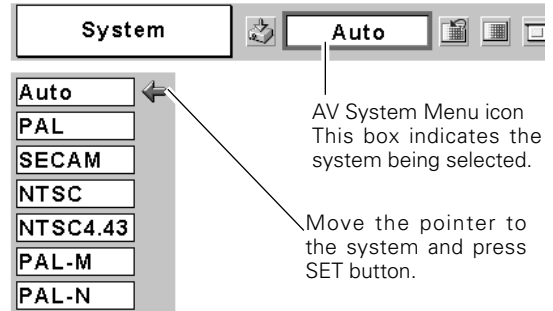 System
Auto
Auto
PAL
SECAM
NTSC
NTSC4.43
PAL-M
PAL-N
AV System Menu icon
This box indicates the
system being selected.
Move the pointer to
the system and press
SET button.